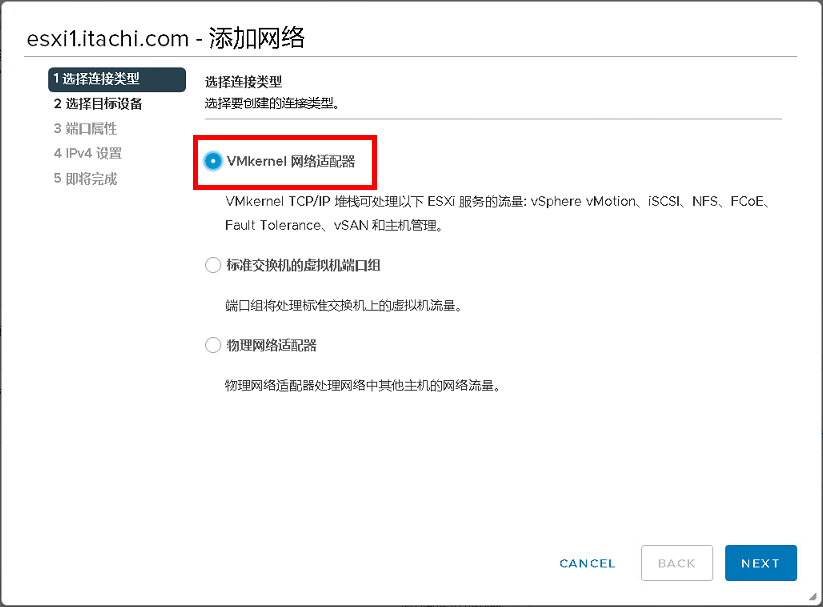 esxi1.itachi.com - 添加网络
1 选择连接类型
2 选择目标设备
3 端口属性
4 IPv4 设置
5 即将完成
选择连接类型
选择要创建的连接类型。
VMkernel 网络适配器
VMkernel TCP/IP 堆栈可处理以下 ESXi 服务的流量: vSphere vMotion、iSCSI、NFS、FCoE、
Fault Tolerance、vSAN 和主机管理。
标准交换机的虚拟机端口组
端口组将处理标准交换机上的虚拟机流量。
物理网络适配器
物理网络适配器处理网络中其他主机的网络流量。
CANCEL
BACK
NEXT